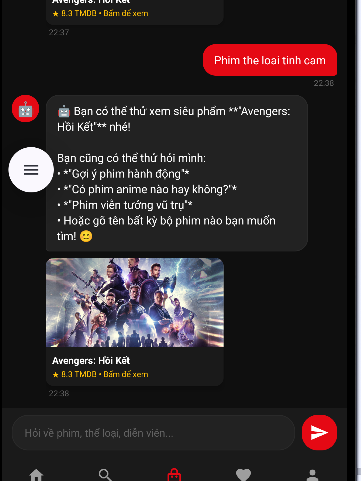 Avengers: Hồi Kết
★ 8.3 TMDB • Bấm để xem
22:37
Phim the loai tinh cam
22:38
🤖 Bạn có thể thử xem siêu phẩm **"Avengers:
Hồi Kết"** nhé!
Bạn cũng có thể thử hỏi mình:
• *"Gợi ý phim hành động"*
• *"Có phim anime nào hay không?"*
• *"Phim viễn tưởng vũ trụ"*
• Hoặc gõ tên bất kỳ bộ phim nào bạn muốn
tìm! 😊
Avengers: Hồi Kết
★ 8.3 TMDB • Bấm để xem
22:38
Hỏi về phim, thể loại, diễn viên...